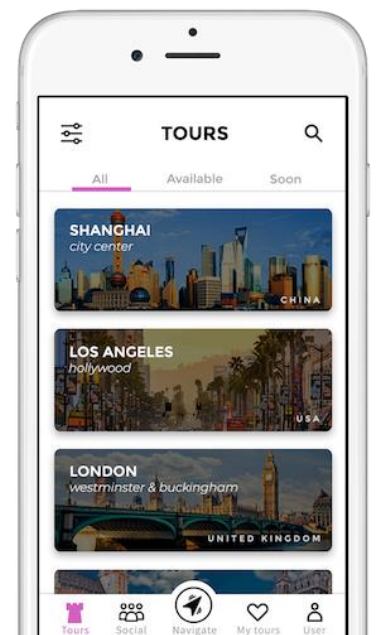 TOURS
All Available Soon
SHANGHAI
city center
CHINA
LOS ANGELES
hollywood
USA
LONDON
westminster & buckingham
UNITED KINGDOM
Tours Social Navigate My tours User